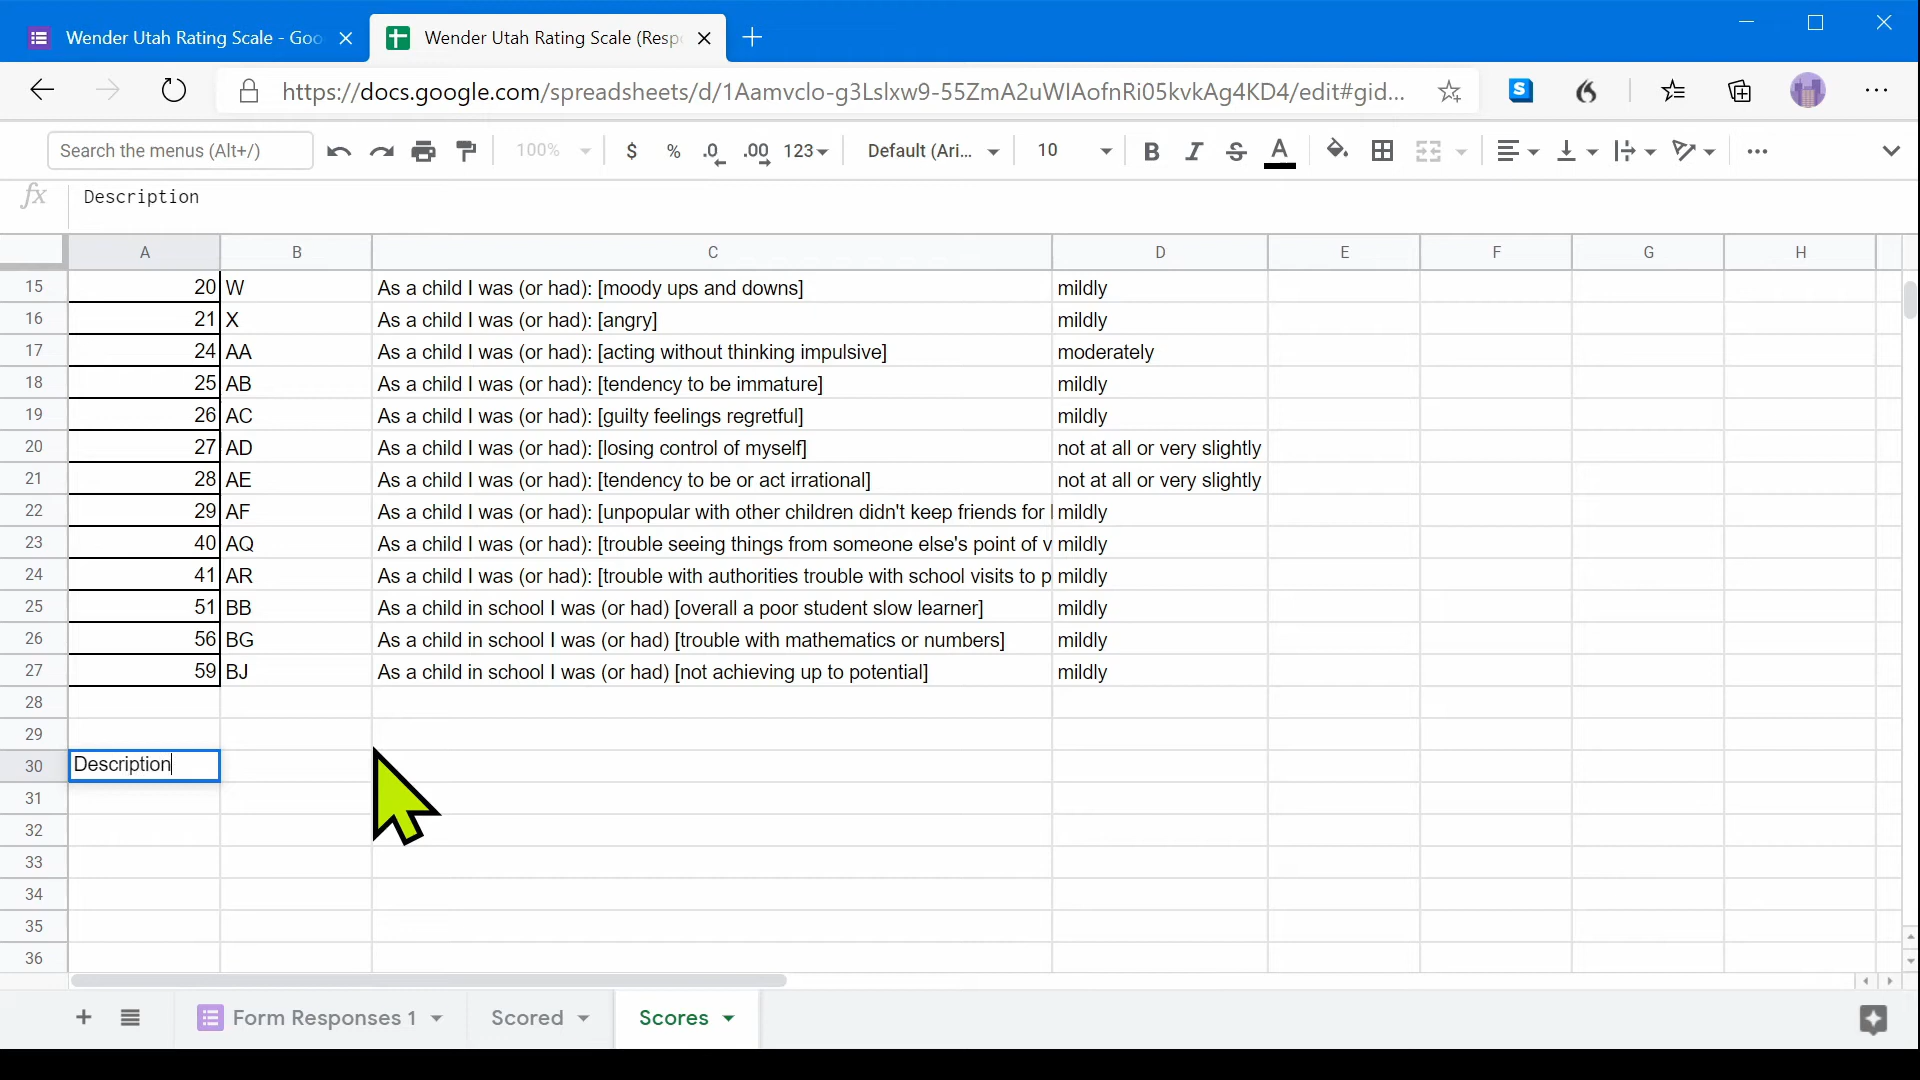 Wender Utah Rating Scale - Goo
Wender Utah Rating Scale (Resp
https://docs.google.com/spreadsheets/d/1Aamvclo-g3Lslxw9-55ZmA2uWIAofnRi05kvkAg4KD4/edit#gid...
Search the menus (Alt+/) 100% $ % .0 .00 123 Default (Ari... 10 B I S A
fx Description
A B C D E F G H
15 20 W As a child I was (or had): [moody ups and downs] mildly
16 21 X As a child I was (or had): [angry] mildly
17 24 AA As a child I was (or had): [acting without thinking impulsive] moderately
18 25 AB As a child I was (or had): [tendency to be immature] mildly
19 26 AC As a child I was (or had): [guilty feelings regretful] mildly
20 27 AD As a child I was (or had): [losing control of myself] not at all or very slightly
21 28 AE As a child I was (or had): [tendency to be or act irrational] not at all or very slightly
22 29 AF As a child I was (or had): [unpopular with other children didn't keep friends for mildly
23 40 AQ As a child I was (or had): [trouble seeing things from someone else's point of v mildly
24 41 AR As a child I was (or had): [trouble with authorities trouble with school visits to p mildly
25 51 BB As a child in school I was (or had) [overall a poor student slow learner] mildly
26 56 BG As a child in school I was (or had) [trouble with mathematics or numbers] mildly
27 59 BJ As a child in school I was (or had) [not achieving up to potential] mildly
28
29
30 Description
31
32
33
34
35
36
Form Responses 1 Scored Scores